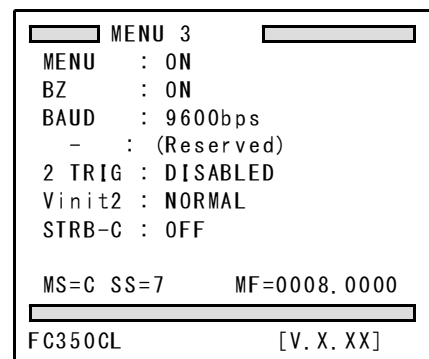 MENU 3
MENU : ON
BZ : ON
BAUD : 9600bps
- : (Reserved)
2 TRIG : DISABLED
Vinit2 : NORMAL
STRB-C : OFF
MS=C SS=7 MF=0008.0000
FC350CL [V.X.XX]